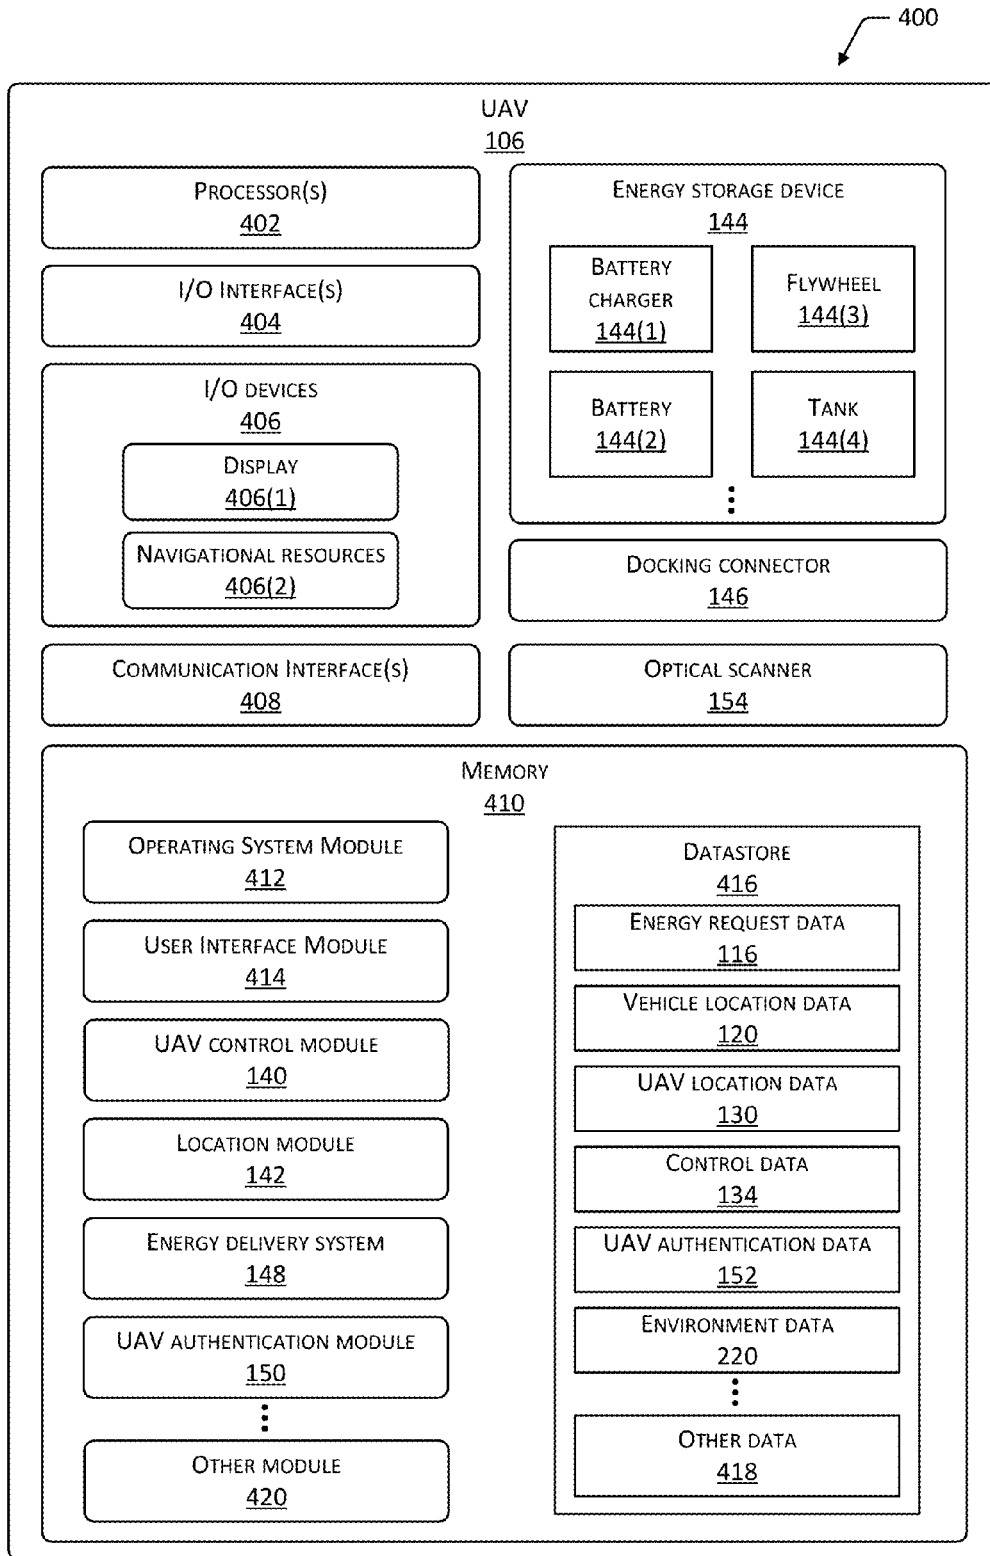 400
UAV
106
PROCESSOR(S)
402
I/O INTERFACE(S)
404
I/O DEVICES
406
DISPLAY
406(1)
NAVIGATIONAL RESOURCES
406(2)
COMMUNICATION INTERFACE(S)
408
ENERGY STORAGE DEVICE
144
BATTERY
CHARGER
144(1)
FLYWHEEL
144(3)
BATTERY
144(2)
TANK
144(4)
DOCKING CONNECTOR
146
OPTICAL SCANNER
154
MEMORY
410
OPERATING SYSTEM MODULE
412
USER INTERFACE MODULE
414
UAV CONTROL MODULE
140
LOCATION MODULE
142
ENERGY DELIVERY SYSTEM
148
UAV AUTHENTICATION MODULE
150
OTHER MODULE
420
DATASTORE
416
ENERGY REQUEST DATA
116
VEHICLE LOCATION DATA
120
UAV LOCATION DATA
130
CONTROL DATA
134
UAV AUTHENTICATION DATA
152
ENVIRONMENT DATA
220
OTHER DATA
418